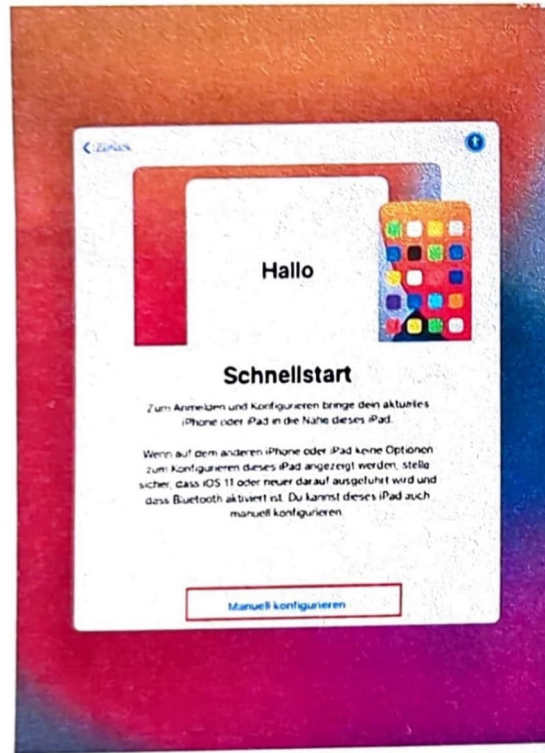 Zurück
Hallo
Schnellstart
Zum Anmelden und Konfigurieren bringe dein aktuelles
iPhone oder iPad in die Nähe dieses iPad.
Wenn auf dem anderen iPhone oder iPad keine Optionen
zum Konfigurieren dieses iPad angezeigt werden, stelle
sicher, dass iOS 11 oder neuer darauf ausgeführt wird und
dass Bluetooth aktiviert ist. Du kannst dieses iPad auch
manuell konfigurieren.
Manuell konfigurieren